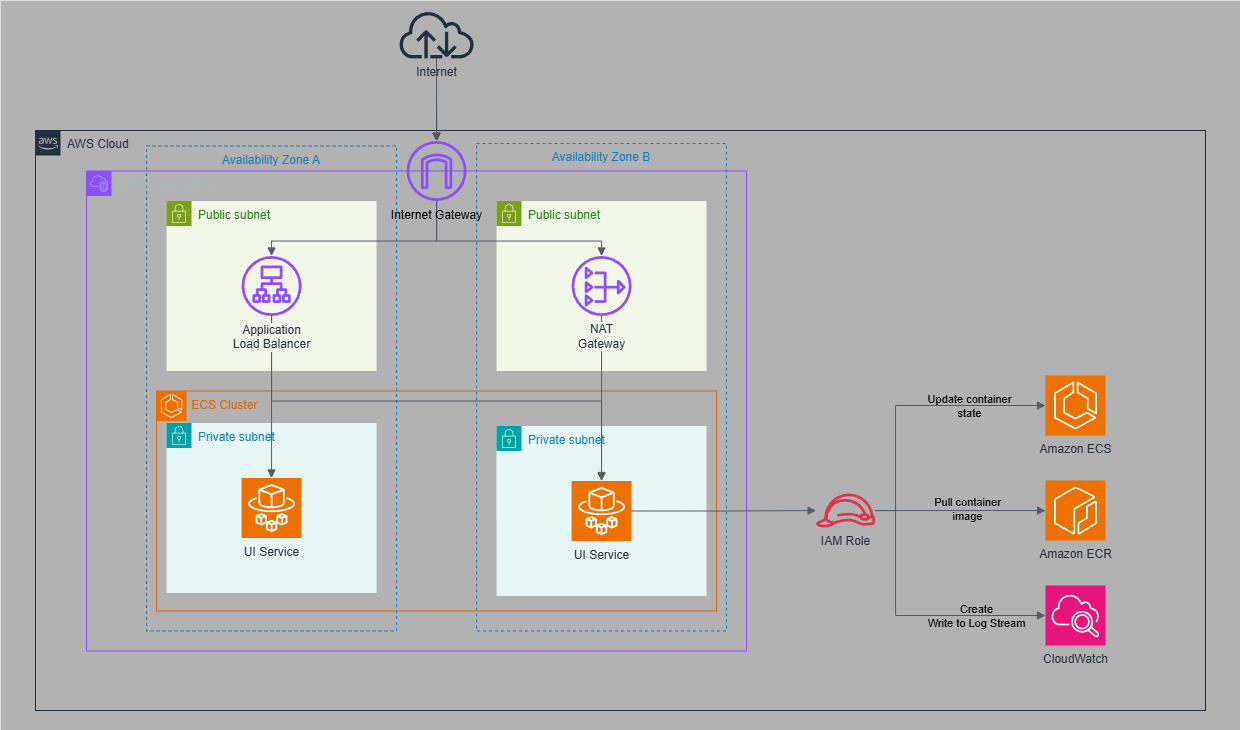 Internet
aws
AWS Cloud
Availability Zone A
Availability Zone B
Public subnet
Internet Gateway
Public subnet
Application
Load Balancer
NAT
Gateway
ECS Cluster
Private subnet
Private subnet
UI Service
UI Service
IAM Role
Update container
state
Amazon ECS
Pull container
image
Amazon ECR
Create
Write to Log Stream
CloudWatch